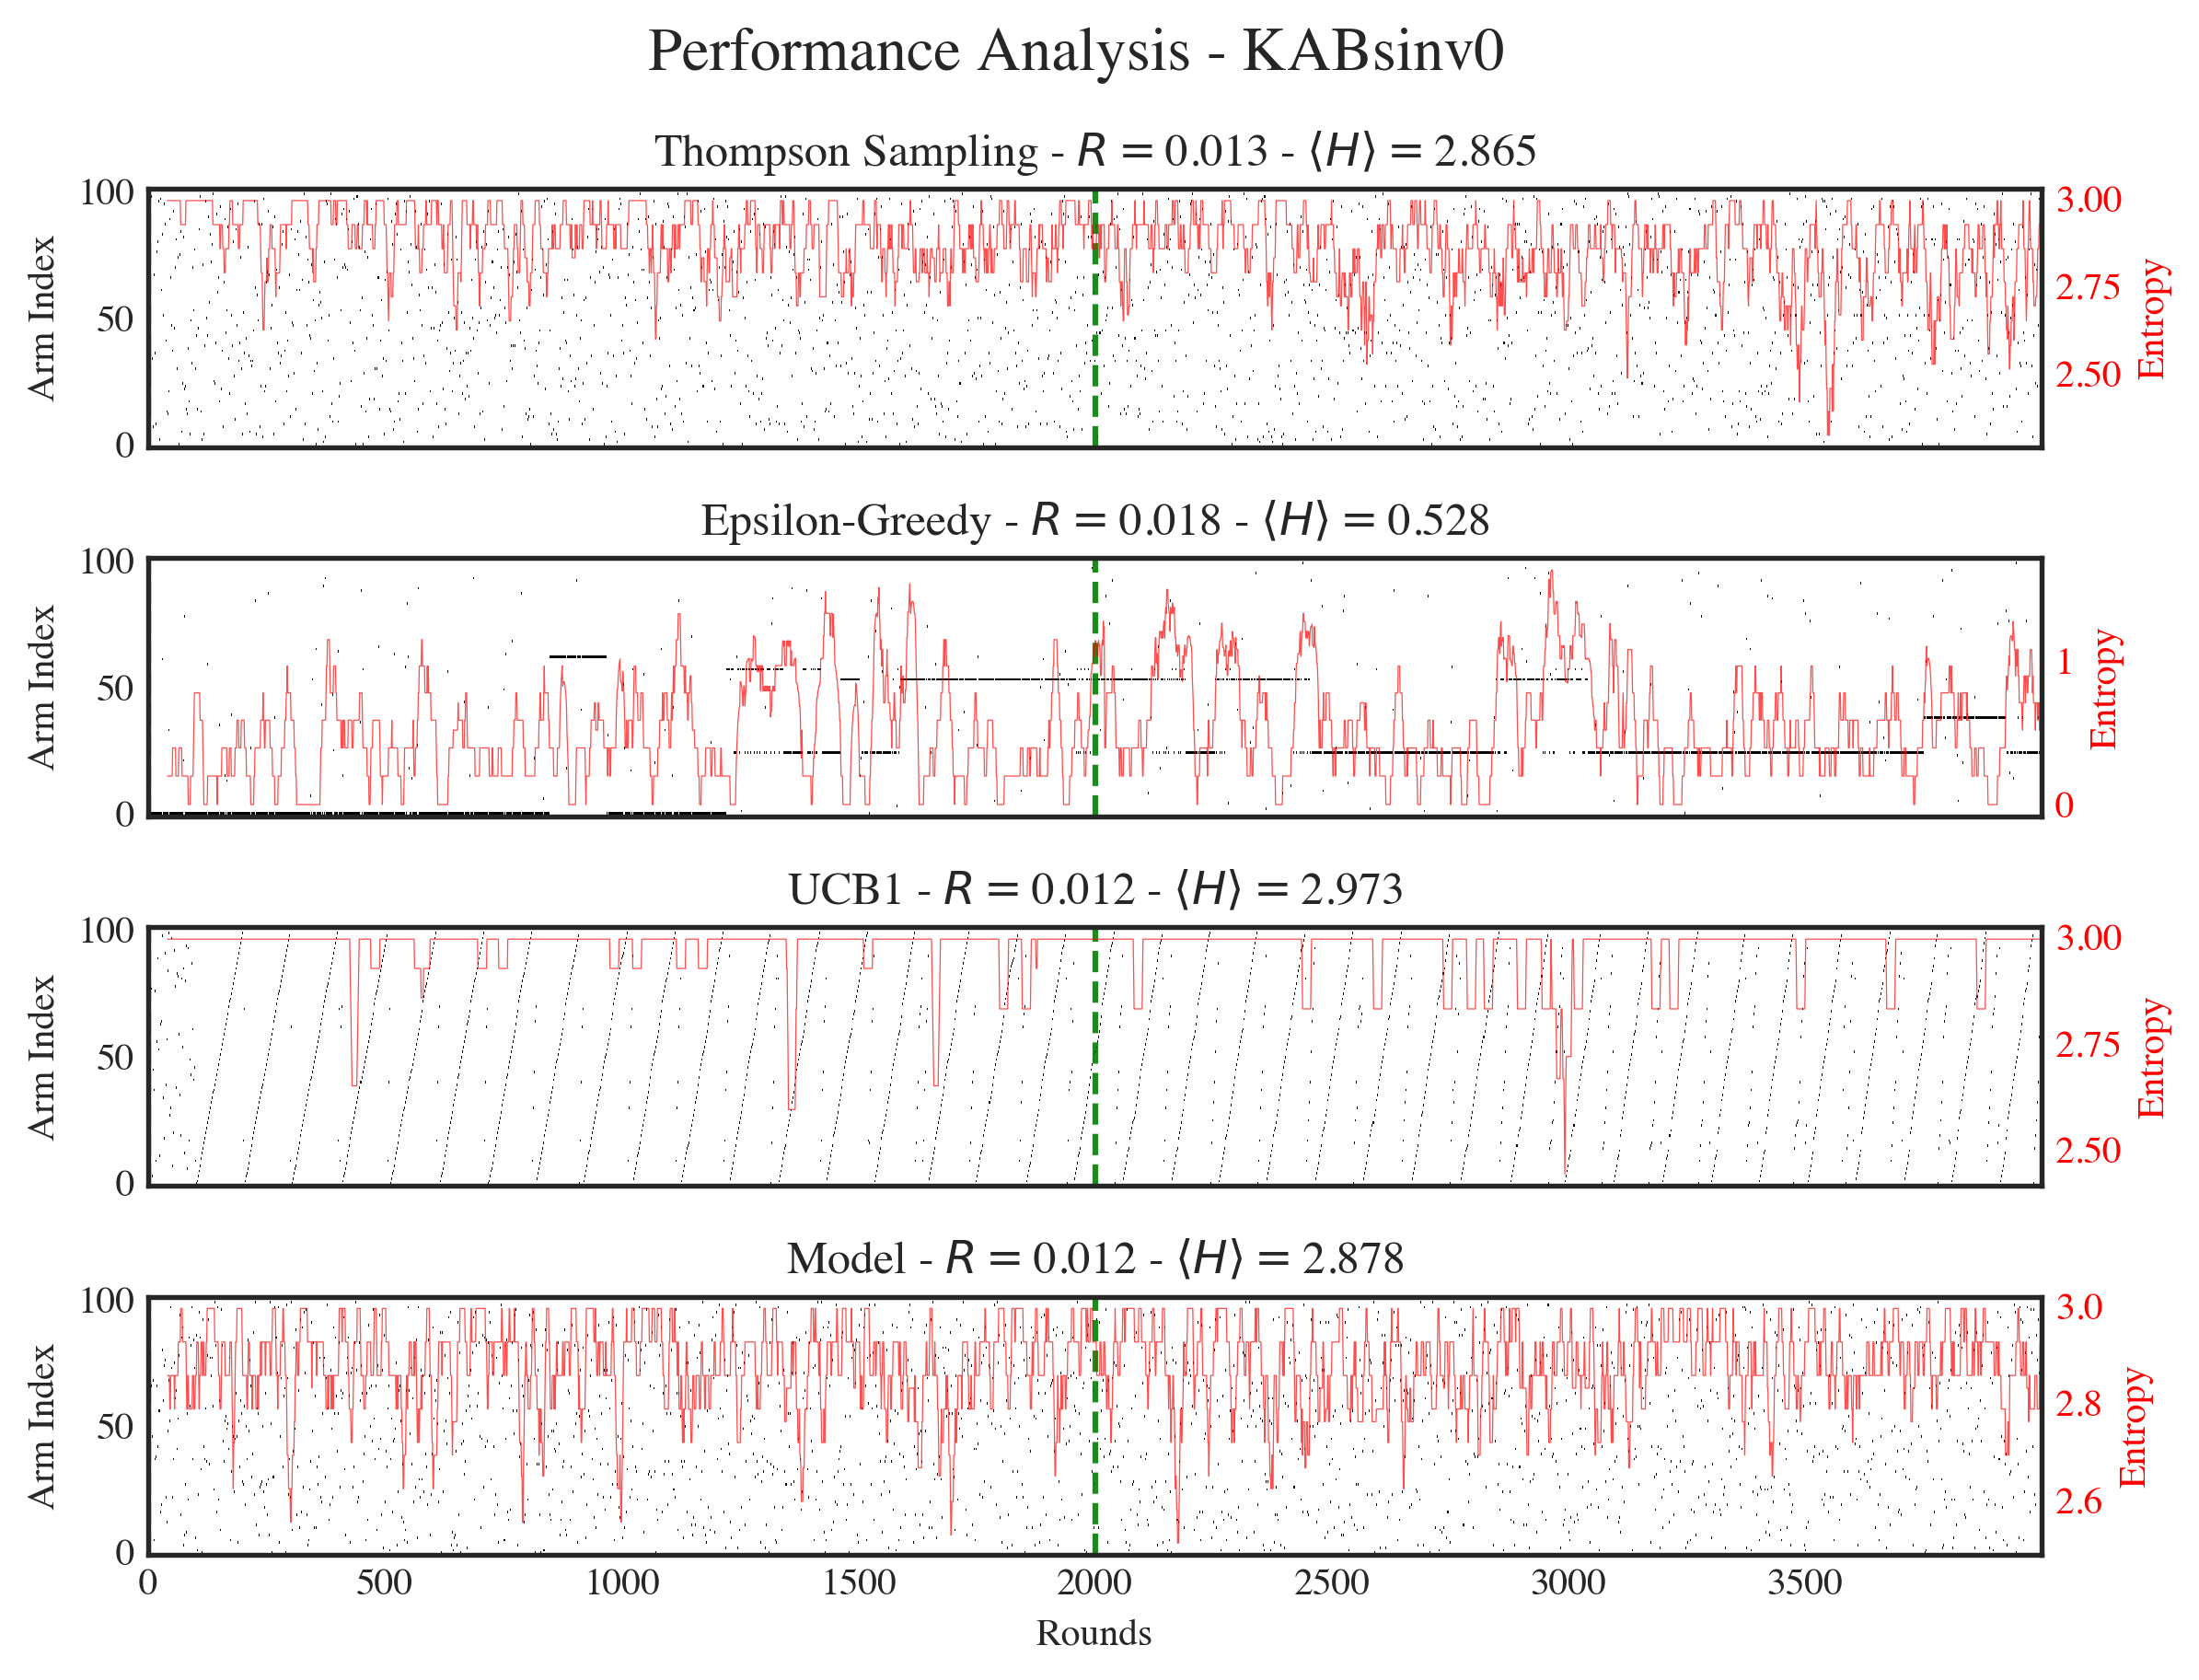 Performance Analysis - KABsinv0
Thompson Sampling - R = 0.013 - ⟨H⟩ = 2.865
100
50
0
Arm Index
3.00
2.75
2.50
Entropy
Epsilon-Greedy - R = 0.018 - ⟨H⟩ = 0.528
100
50
0
Arm Index
1
0
Entropy
UCB1 - R = 0.012 - ⟨H⟩ = 2.973
100
50
0
Arm Index
3.00
2.75
2.50
Entropy
Model - R = 0.012 - ⟨H⟩ = 2.878
100
50
0
Arm Index
3.0
2.8
2.6
Entropy
0 500 1000 1500 2000 2500 3000 3500
Rounds